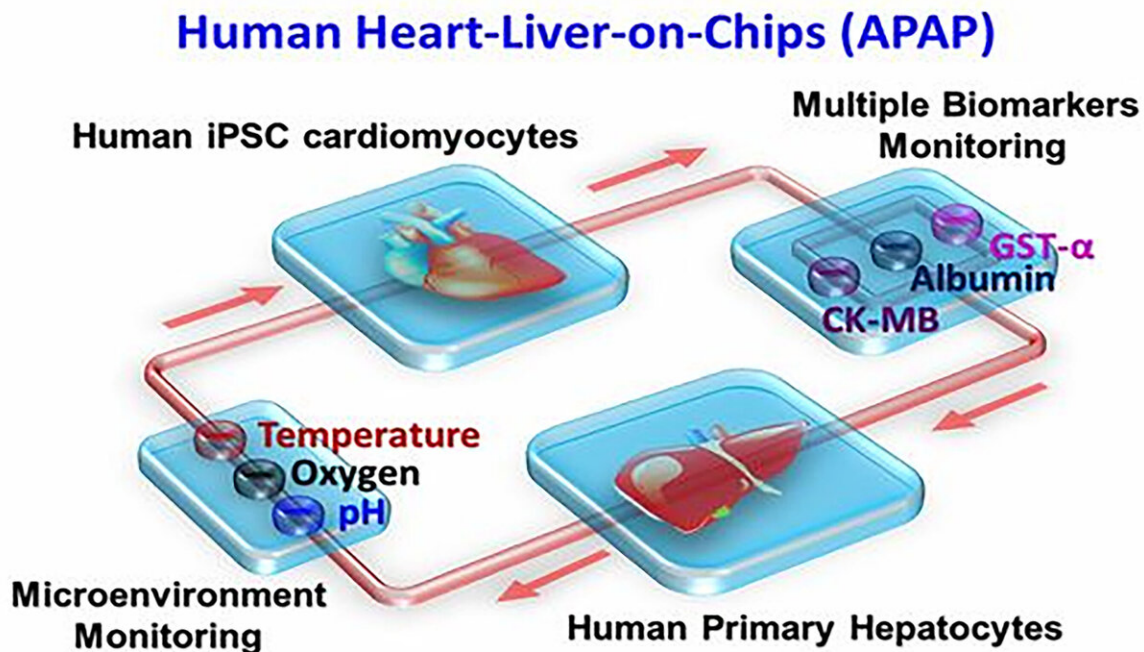 Human Heart-Liver-on-Chips (APAP)
Human iPSC cardiomyocytes
Multiple Biomarkers
Monitoring
GST-α
Albumin
CK-MB
Temperature
Oxygen
pH
Microenvironment
Monitoring
Human Primary Hepatocytes